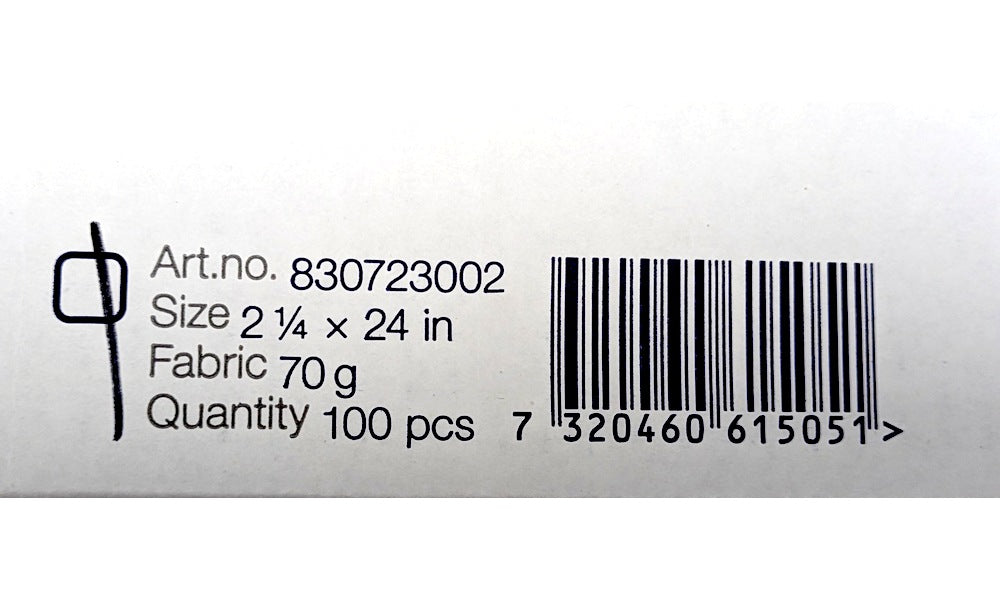 Art.no. 830723002
Size 2 ¼ x 24 in
Fabric 70 g
Quantity 100 pcs
7 320460 615051 >